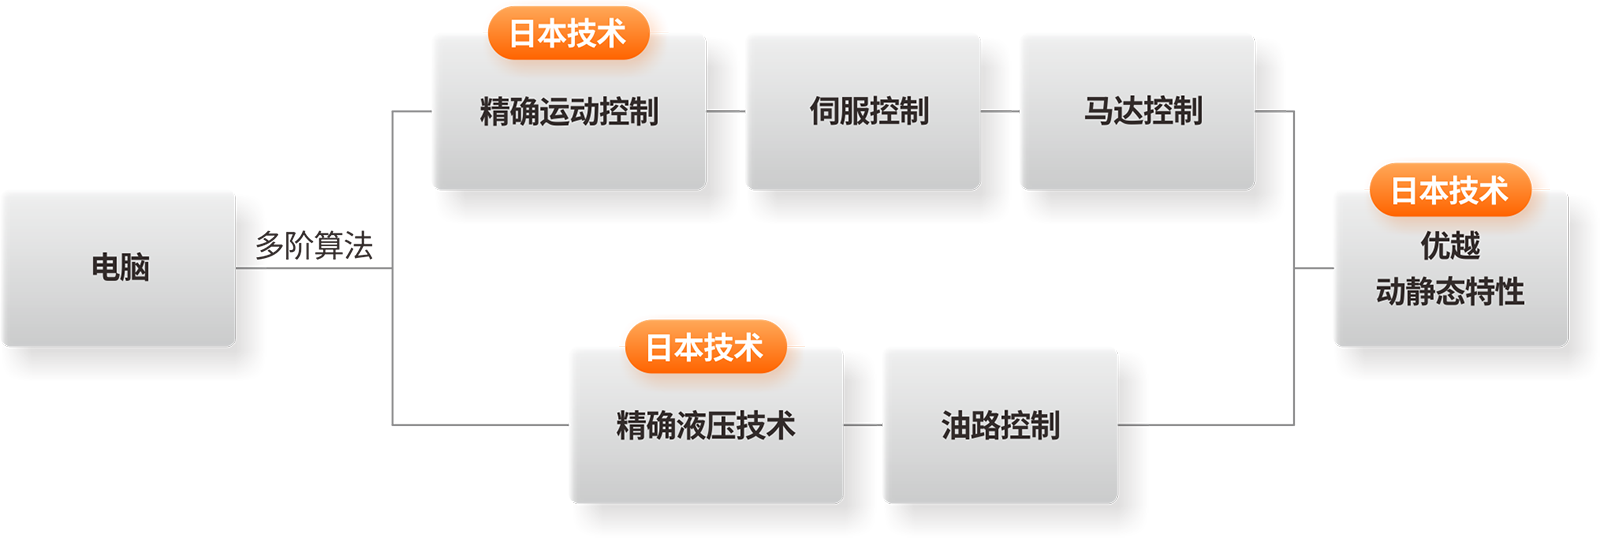 电脑
多阶算法
日本技术
精确运动控制
伺服控制
马达控制
日本技术
精确液压技术
油路控制
日本技术
优越
动静态特性